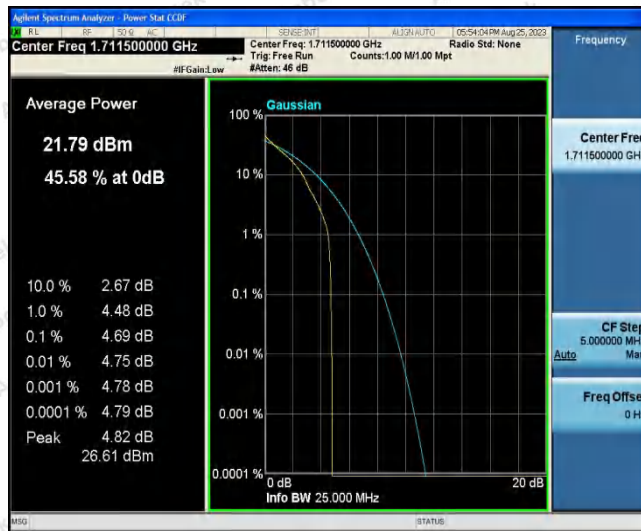 Agilent Spectrum Analyzer - Power Stat CCDF
RL RF 50 Ω AC SENSE:INT ALIGN AUTO 05:54:04 PM Aug 25, 2023
Center Freq 1.711500000 GHz
Center Freq: 1.711500000 GHz Radio Std: None
Trig: Free Run Counts:1.00 M/1.00 Mpt
#IFGain:Low #Atten: 46 dB
Frequency
Average Power
21.79 dBm
45.58 % at 0dB
10.0 % 2.67 dB
1.0 % 4.48 dB
0.1 % 4.69 dB
0.01 % 4.75 dB
0.001 % 4.78 dB
0.0001 % 4.79 dB
Peak 4.82 dB
26.61 dBm
Gaussian
100 %
10 %
1 %
0.1 %
0.01 %
0.001 %
0.0001 %
0 dB 20 dB
Info BW 25.000 MHz
Center Fre
1.711500000 GH
CF Step
5.000000 MH
Auto Ma
Freq Offse
0 H
MSG STATUS